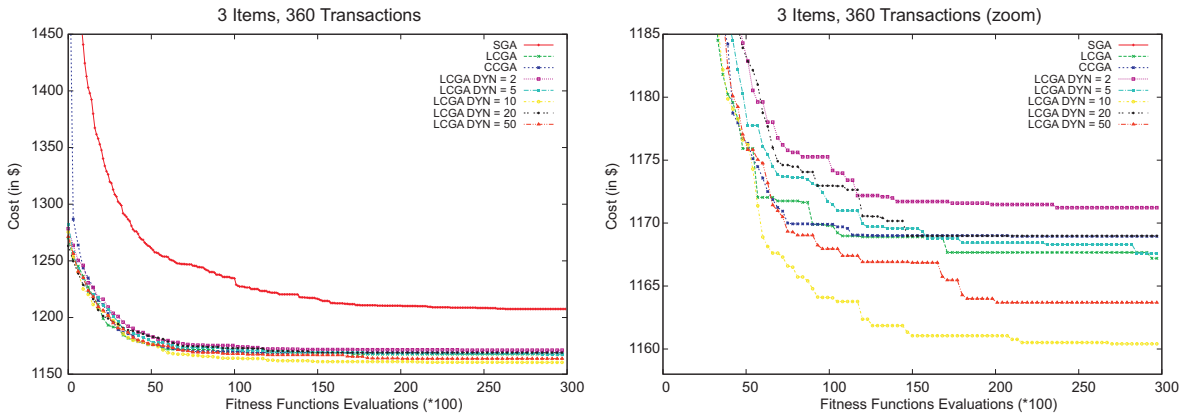 3 Items, 360 Transactions
1450
1400
1350
1300
1250
1200
1150
Cost (in $)
SGA
LCGA
CCGA
LCGA DYN = 2
LCGA DYN = 5
LCGA DYN = 10
LCGA DYN = 20
LCGA DYN = 50
0 50 100 150 200 250 300
Fitness Functions Evaluations (*100)
3 Items, 360 Transactions (zoom)
1185
1180
1175
1170
1165
1160
Cost (in $)
SGA
LCGA
CCGA
LCGA DYN = 2
LCGA DYN = 5
LCGA DYN = 10
LCGA DYN = 20
LCGA DYN = 50
0 50 100 150 200 250 300
Fitness Functions Evaluations (*100)